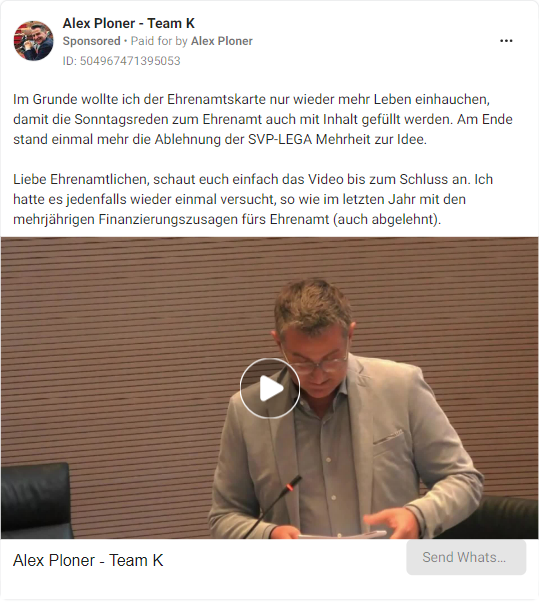 Alex Ploner - Team K
Sponsored • Paid for by Alex Ploner
ID: 504967471395053
Im Grunde wollte ich der Ehrenamtskarte nur wieder mehr Leben einhauchen,
damit die Sonntagsreden zum Ehrenamt auch mit Inhalt gefüllt werden. Am Ende
stand einmal mehr die Ablehnung der SVP-LEGA Mehrheit zur Idee.
Liebe Ehrenamtlichen, schaut euch einfach das Video bis zum Schluss an. Ich
hatte es jedenfalls wieder einmal versucht, so wie im letzten Jahr mit den
mehrjährigen Finanzierungszusagen fürs Ehrenamt (auch abgelehnt).
Alex Ploner - Team K
Send Whats...